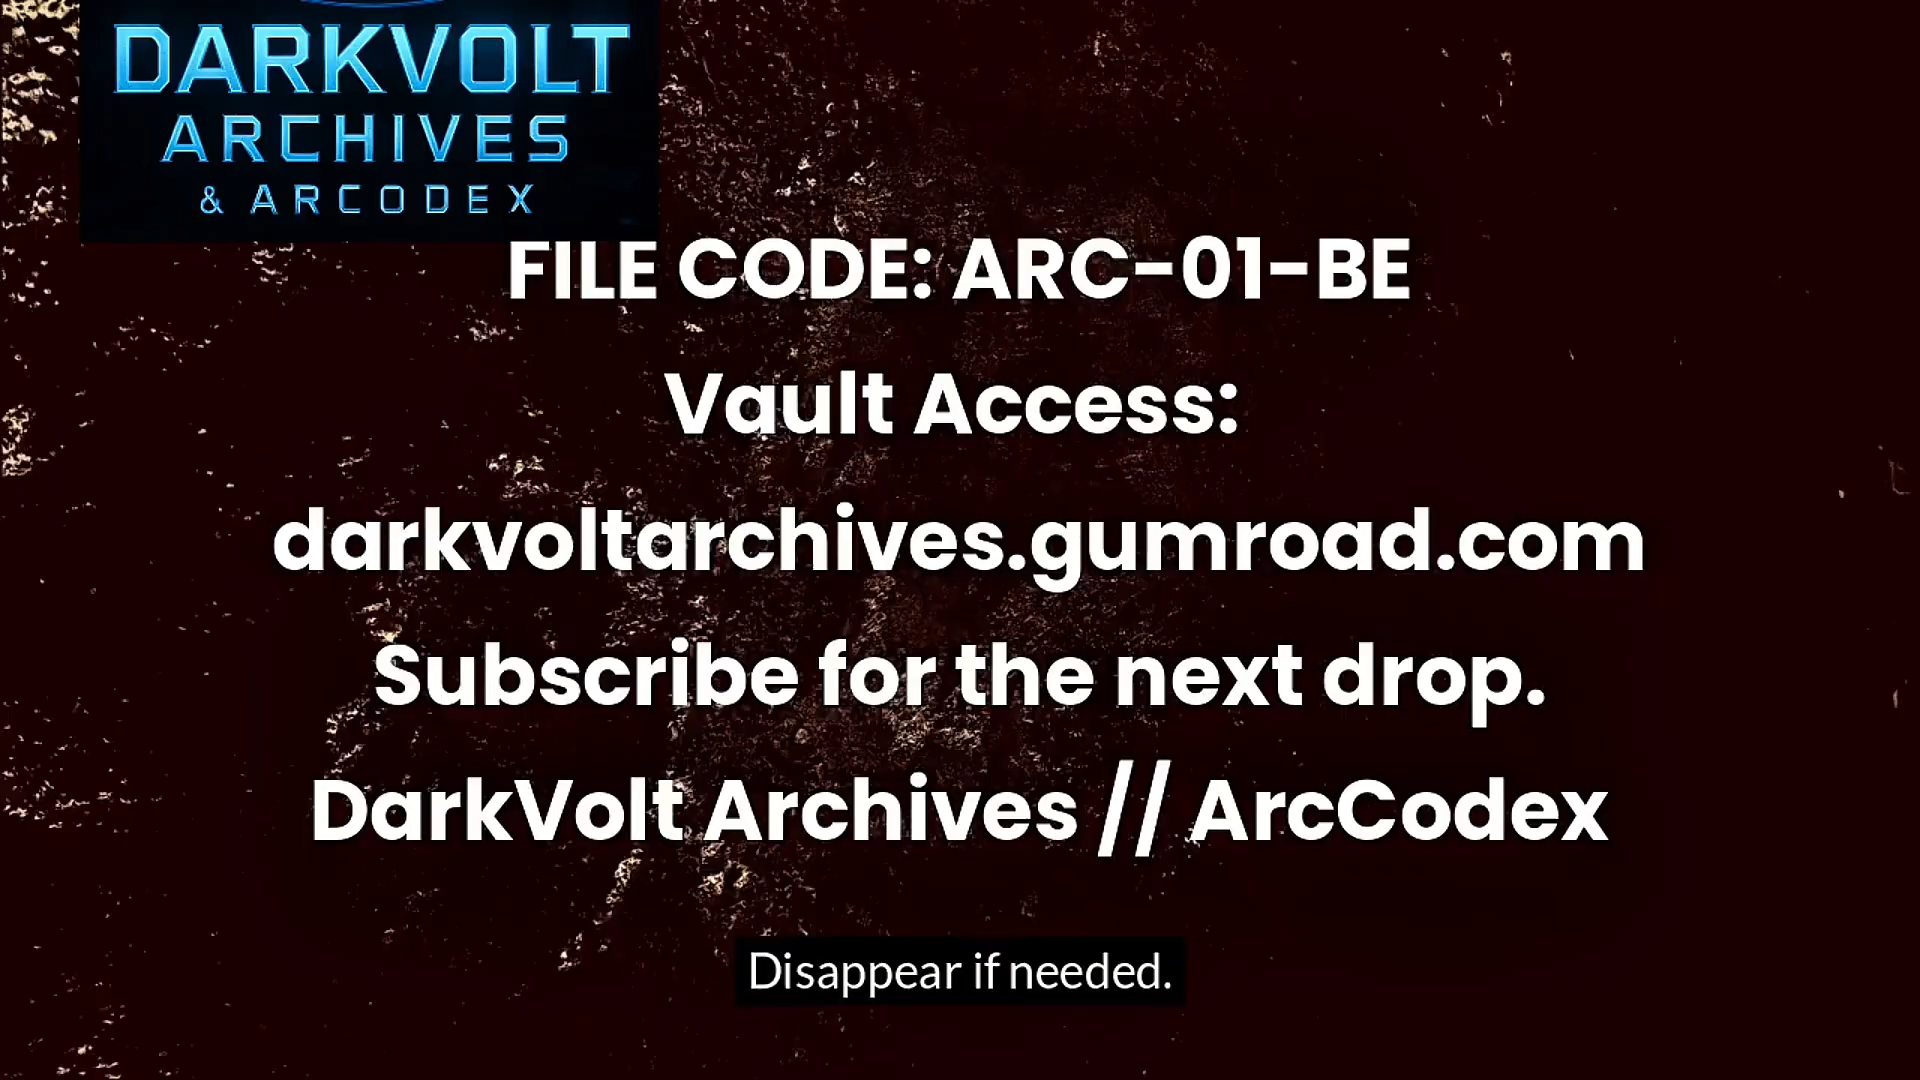 DARKVOLT
ARCHIVES
& ARCODEX
FILE CODE: ARC-01-BE
Vault Access:
darkvoltarchives.gumroad.com
Subscribe for the next drop.
DarkVolt Archives // ArcCodex
Disappear if needed.